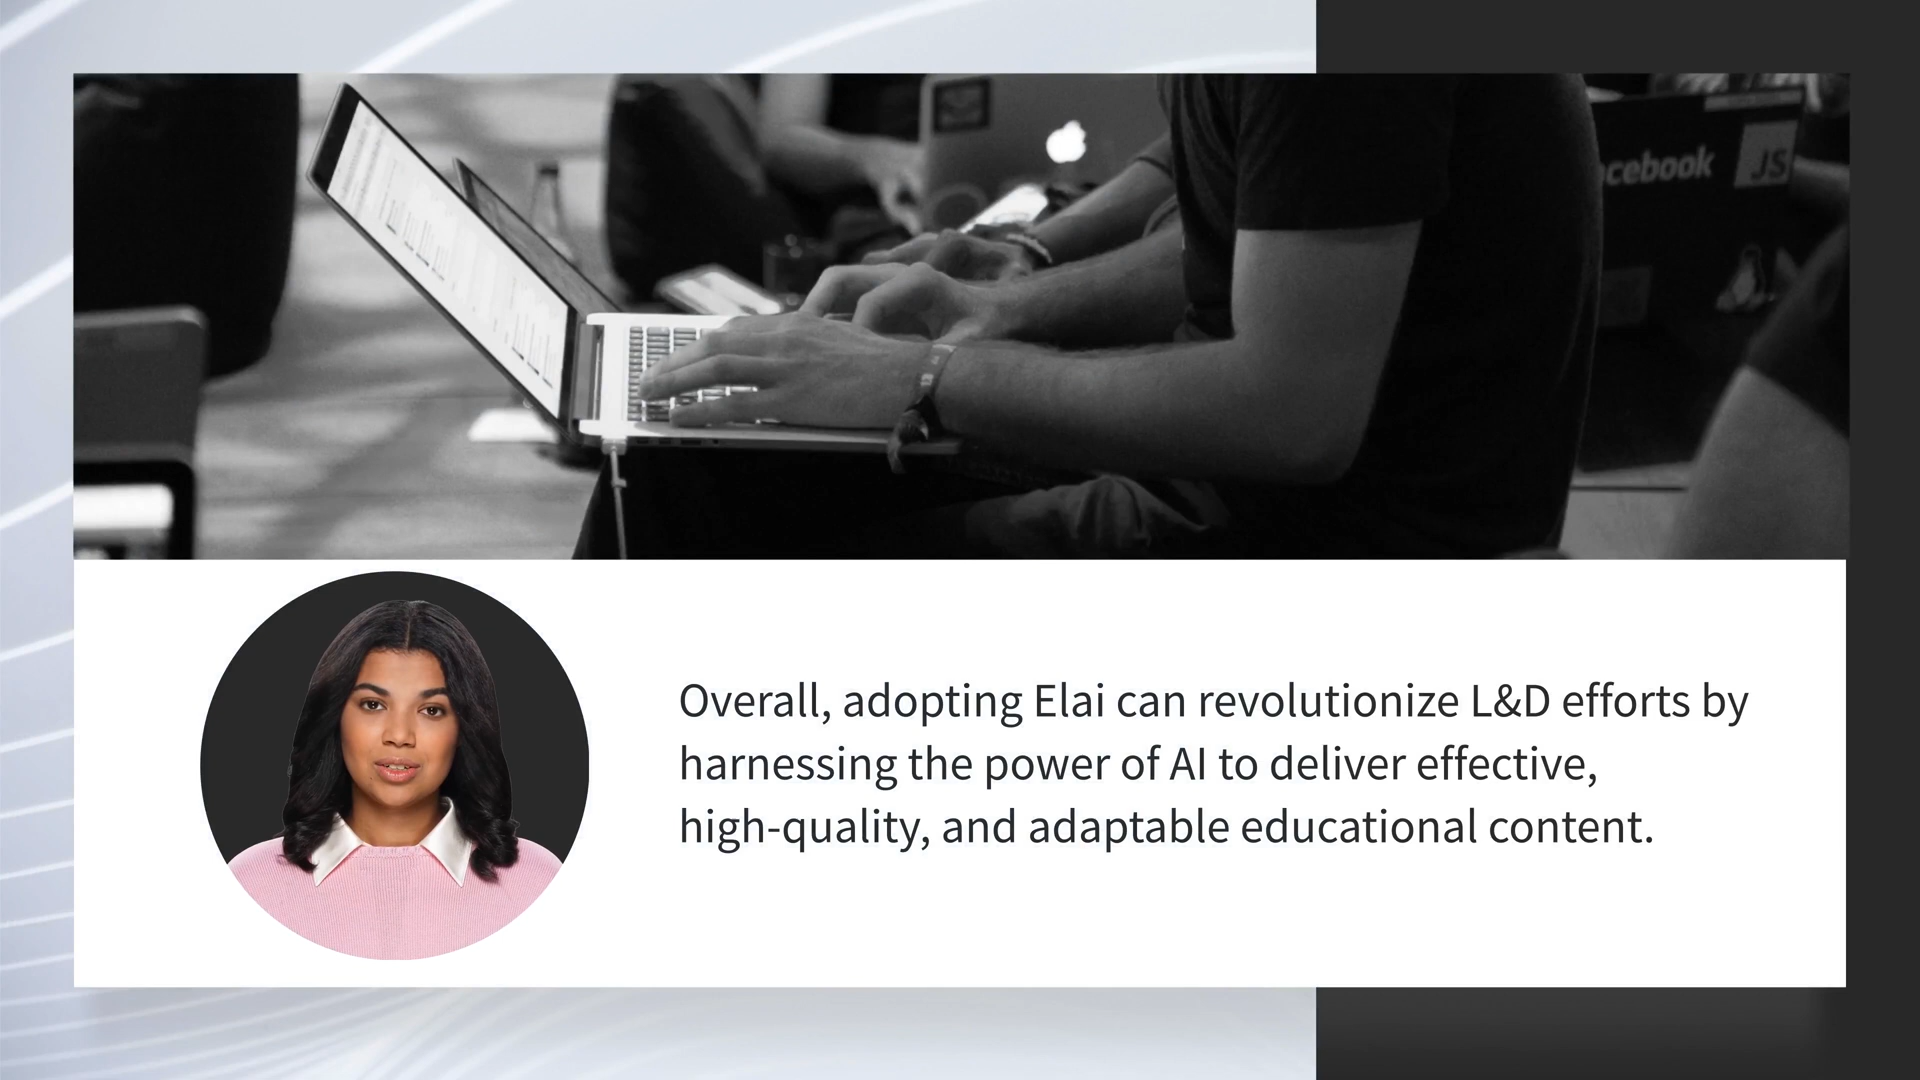 acebook
JS
Overall, adopting Elai can revolutionize L&D efforts by
harnessing the power of AI to deliver effective,
high-quality, and adaptable educational content.